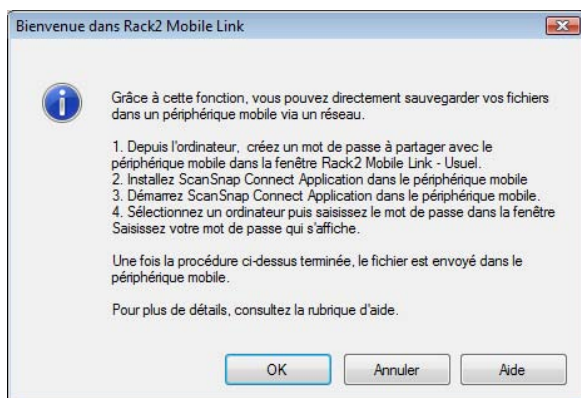 Bienvenue dans Rack2 Mobile Link
Grâce à cette fonction, vous pouvez directement sauvegarder vos fichiers
dans un périphérique mobile via un réseau.
1. Depuis l'ordinateur, créez un mot de passe à partager avec le
périphérique mobile dans la fenêtre Rack2 Mobile Link - Usuel.
2. Installez ScanSnap Connect Application dans le périphérique mobile
3. Démarrez ScanSnap Connect Application dans le périphérique mobile.
4. Sélectionnez un ordinateur puis saisissez le mot de passe dans la fenêtre
Saisissez votre mot de passe qui s'affiche.
Une fois la procédure ci-dessus terminée, le fichier est envoyé dans le
périphérique mobile.
Pour plus de détails, consultez la rubrique d'aide.
OK
Annuler
Aide